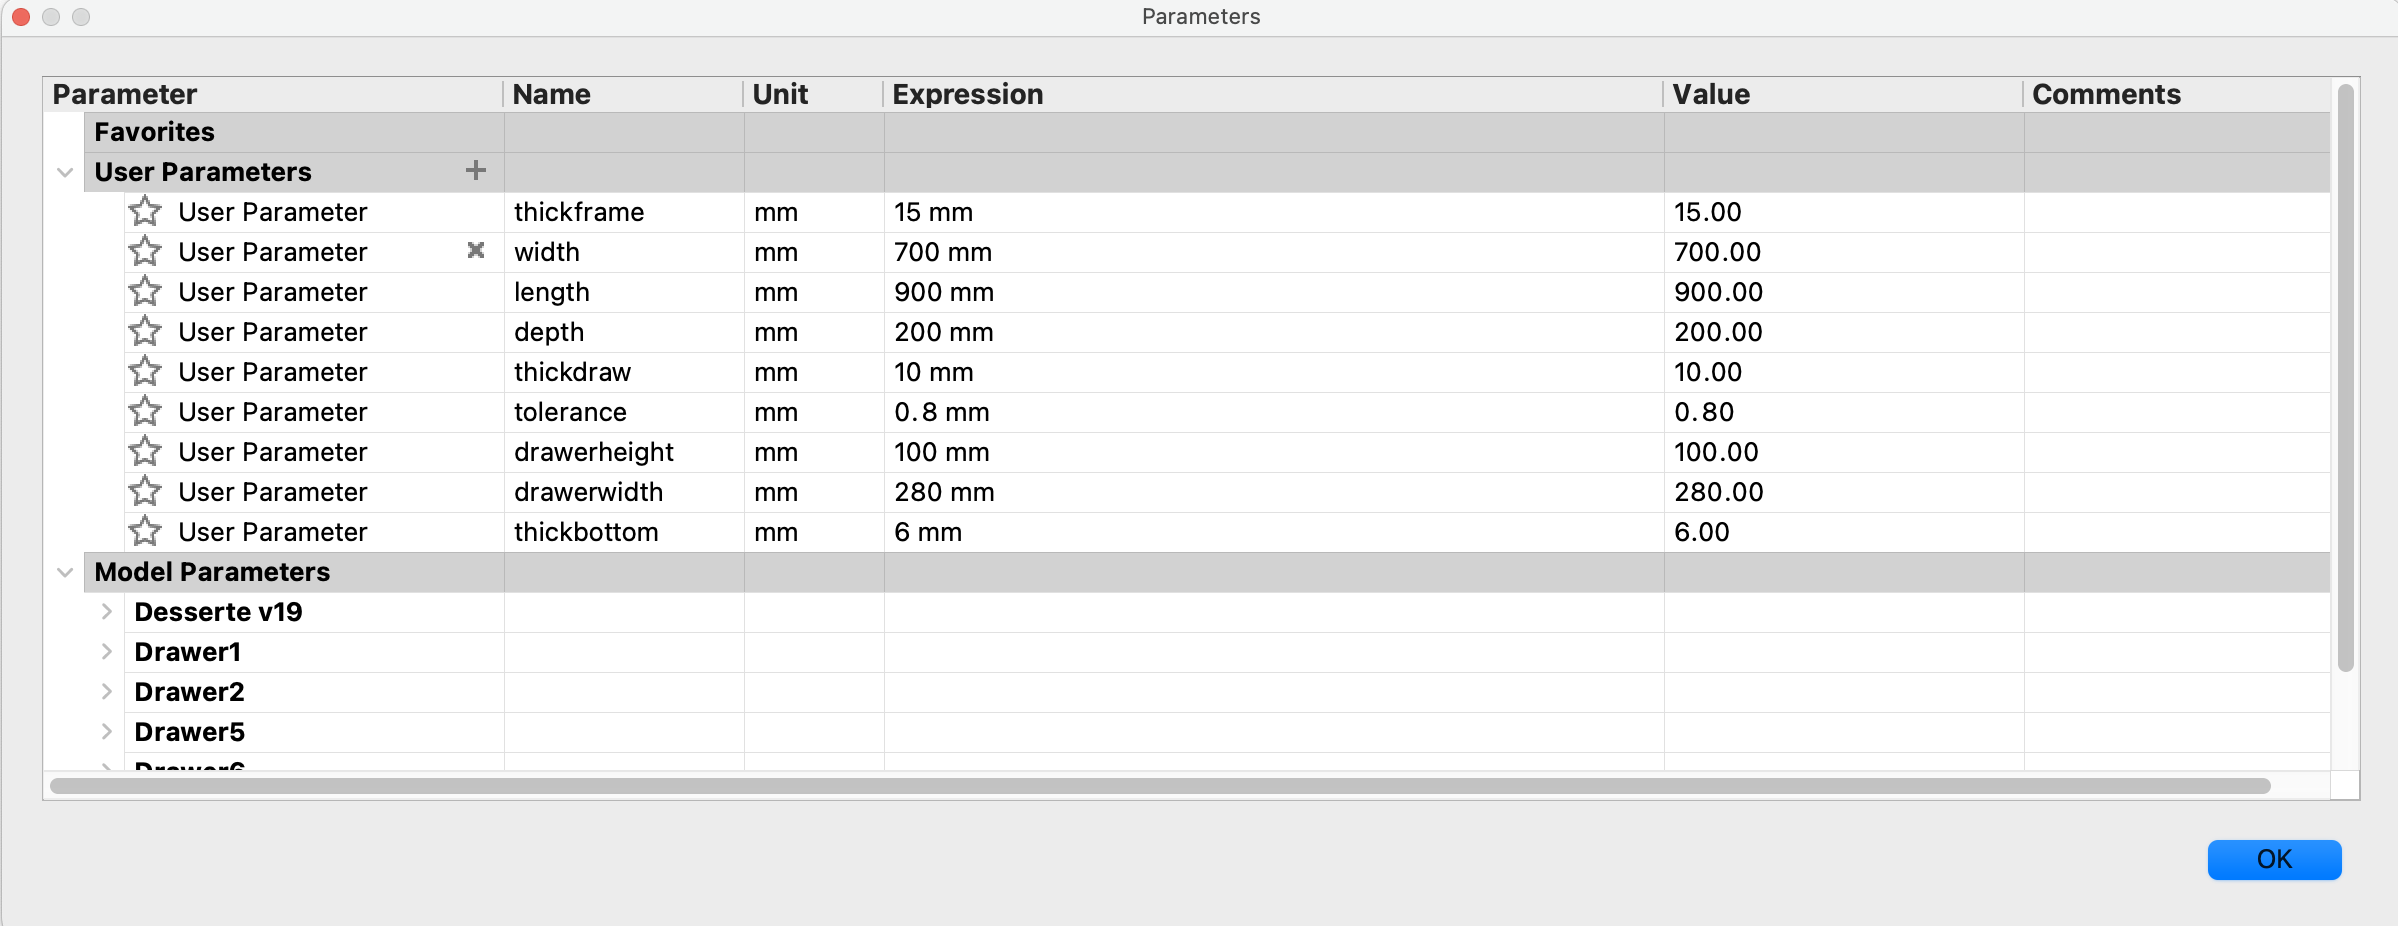 Parameters
Parameter Name Unit Expression Value Comments
Favorites
User Parameters +
User Parameter thickframe mm 15 mm 15.00
User Parameter width mm 700 mm 700.00
User Parameter length mm 900 mm 900.00
User Parameter depth mm 200 mm 200.00
User Parameter thickdraw mm 10 mm 10.00
User Parameter tolerance mm 0.8 mm 0.80
User Parameter drawerheight mm 100 mm 100.00
User Parameter drawerwidth mm 280 mm 280.00
User Parameter thickbottom mm 6 mm 6.00
Model Parameters
Desserte v19
Drawer1
Drawer2
Drawer5
Drawer6
OK